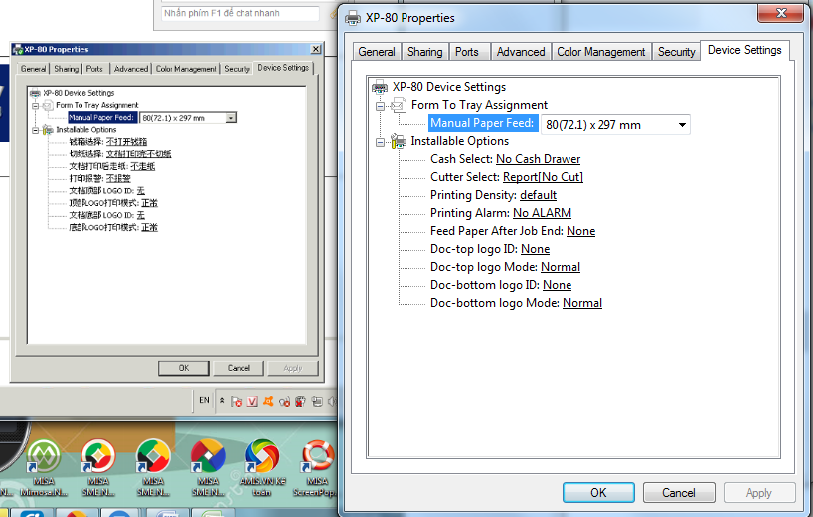 Nhấn phím F1 để chat nhanh
XP-80 Properties
General Sharing Ports Advanced Color Management Security Device Settings
XP-80 Device Settings
Form To Tray Assignment
Manual Paper Feed: 80(72.1) x 297 mm
Installable Options
钱箱选择: 不打开钱箱
切纸选择: 文档打印完不切纸
文档打印后走纸: 不走纸
打印报警: 不报警
文档顶部 LOGO ID: 无
顶部LOGO打印模式: 正常
文档底部 LOGO ID: 无
底部LOGO打印模式: 正常
OK Cancel Apply
EN
MISA
Mimosa.N...
MISA
SME.N...
MISA
SME.N...
MISA
SME.N...
AMIS.VN Kế
toán
MISA
ScreenPop...
XP-80 Properties
General Sharing Ports Advanced Color Management Security Device Settings
XP-80 Device Settings
Form To Tray Assignment
Manual Paper Feed: 80(72.1) x 297 mm
Installable Options
Cash Select: No Cash Drawer
Cutter Select: Report[No Cut]
Printing Density: default
Printing Alarm: No ALARM
Feed Paper After Job End: None
Doc-top logo ID: None
Doc-top logo Mode: Normal
Doc-bottom logo ID: None
Doc-bottom logo Mode: Normal
OK Cancel Apply